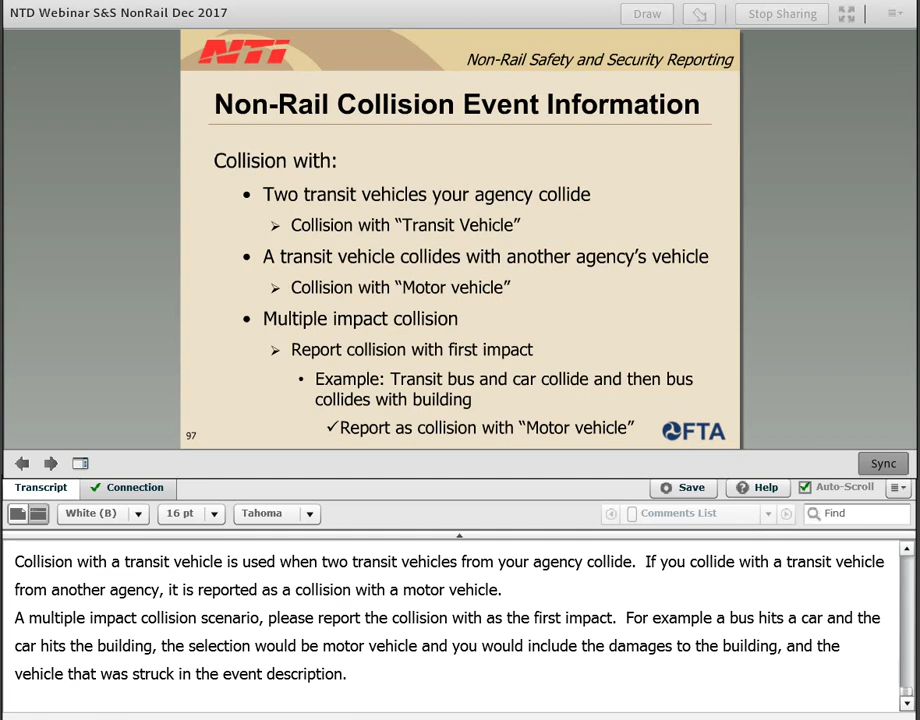 NTD Webinar S&S NonRail Dec 2017
Draw
Stop Sharing
NTI
Non-Rail Safety and Security Reporting
Non-Rail Collision Event Information
Collision with:
• Two transit vehicles your agency collide
➢ Collision with “Transit Vehicle”
• A transit vehicle collides with another agency’s vehicle
➢ Collision with “Motor vehicle”
• Multiple impact collision
➢ Report collision with first impact
• Example: Transit bus and car collide and then bus
collides with building
✓Report as collision with “Motor vehicle”
97
FTA
Sync
Transcript
Connection
Save
Help
Auto-Scroll
White (B)
16 pt
Tahoma
Comments List
Find
Collision with a transit vehicle is used when two transit vehicles from your agency collide.  If you collide with a transit vehicle
from another agency, it is reported as a collision with a motor vehicle.
A multiple impact collision scenario, please report the collision with as the first impact.  For example a bus hits a car and the
car hits the building, the selection would be motor vehicle and you would include the damages to the building, and the
vehicle that was struck in the event description.